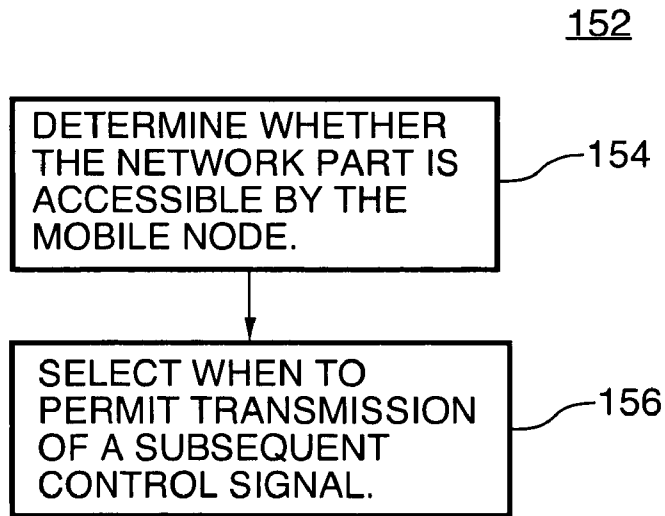 152
DETERMINE WHETHER
THE NETWORK PART IS
ACCESSIBLE BY THE
MOBILE NODE.
154
SELECT WHEN TO
PERMIT TRANSMISSION
OF A SUBSEQUENT
CONTROL SIGNAL.
156